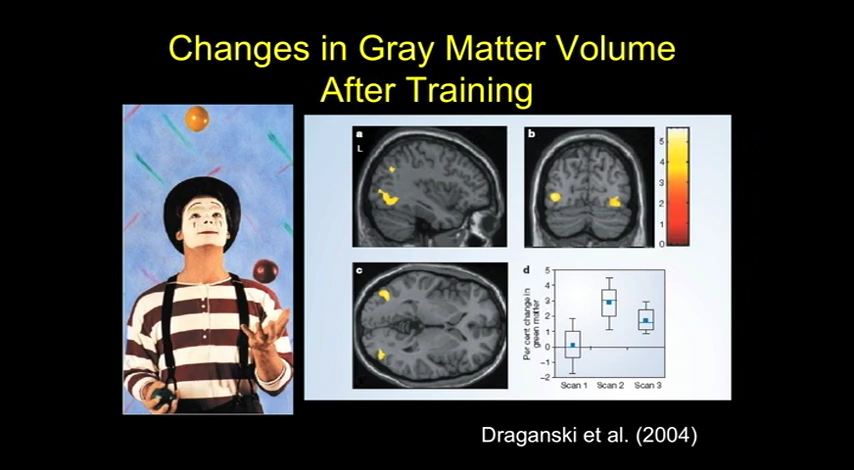 Changes in Gray Matter Volume
After Training
a
L
b
5
4
3
2
1
0
c
d
Per cent change in
green matter
5
4
3
2
1
0
–1
–2
Scan 1 Scan 2 Scan 3
Draganski et al. (2004)